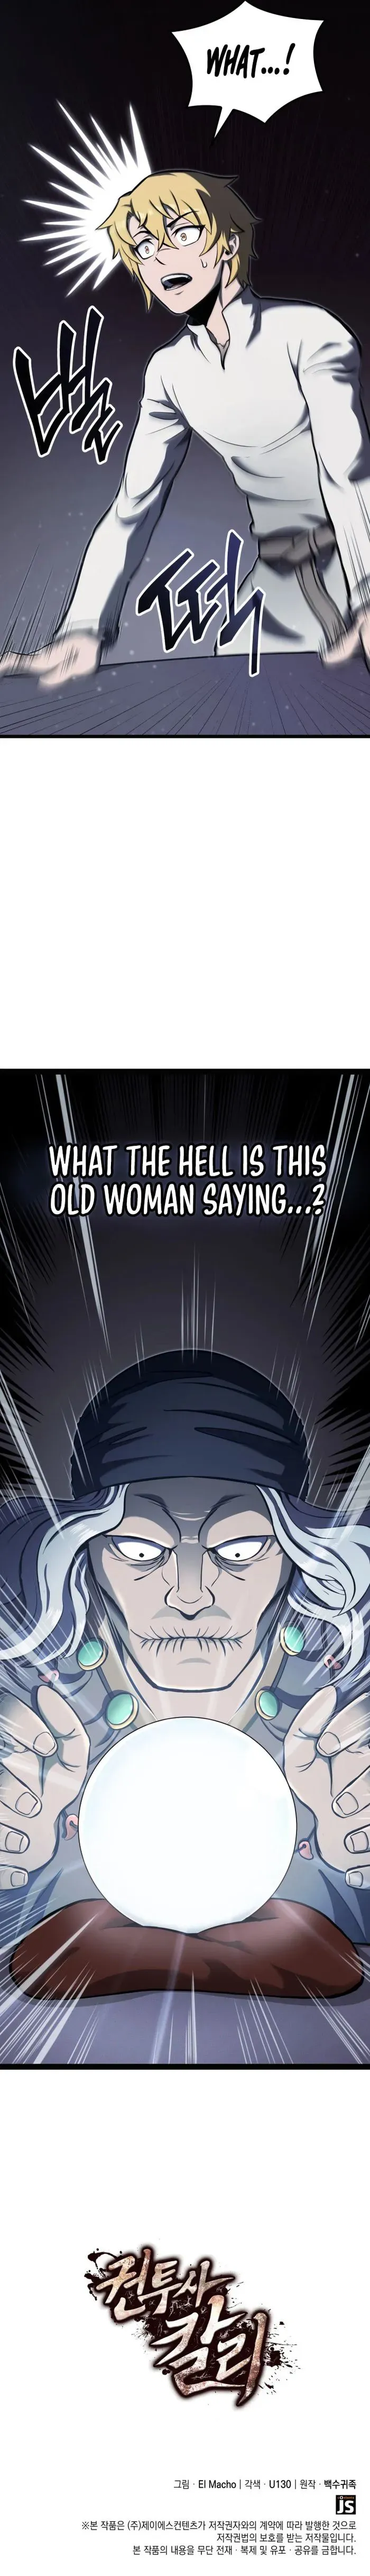 WHAT...!
벌
떡
WHAT THE HELL IS THIS
OLD WOMAN SAYING...?
권투사
칼리
그림 · El Macho | 각색 · U130 | 원작 · 백수귀족
JS
※본 작품은 (주)제이에스컨텐츠가 저작권자와의 계약에 따라 발행한 것으로
저작권법의 보호를 받는 저작물입니다.
본 작품의 내용을 무단 전재 · 복제 및 유포 · 공유를 금합니다.